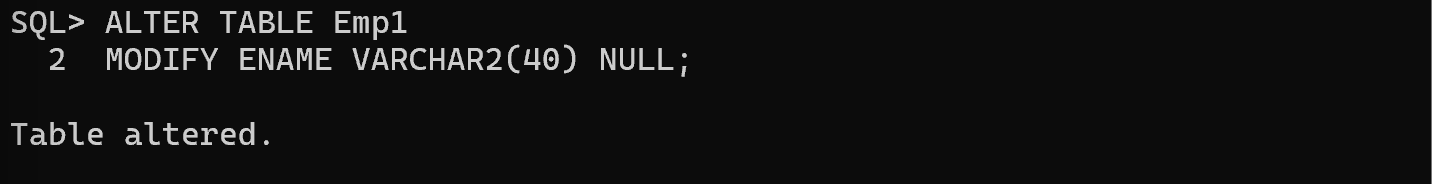 SQL> ALTER TABLE Emp1
  2  MODIFY ENAME VARCHAR2(40) NULL;
Table altered.